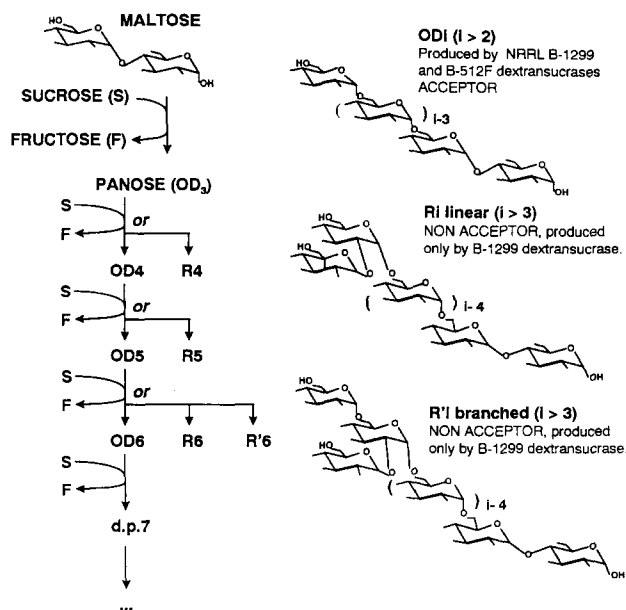 MALTOSE
HO
O
O
O
OH
SUCROSE (S)
FRUCTOSE (F)
PANOSE (OD3)
S
or
F
OD4 R4
S
or
F
OD5 R5
S
or
F
OD6 R6 R'6
S
F
d.p.7
...
ODi (i > 2)
Produced by NRRL B-1299
and B-512F dextransucrases
ACCEPTOR
HO
O
O
O
( ) i-3
O
O
O
O
OH
Ri linear (i > 3)
NON ACCEPTOR, produced
only by B-1299 dextransucrase.
HO
HO
O
O
O
O
O
( ) i- 4
O
O
O
O
OH
R'i branched (i > 3)
NON ACCEPTOR, produced
only by B-1299 dextransucrase.
HO
O
O
HO
O
O
O
O
( ) i- 4
O
O
O
O
OH